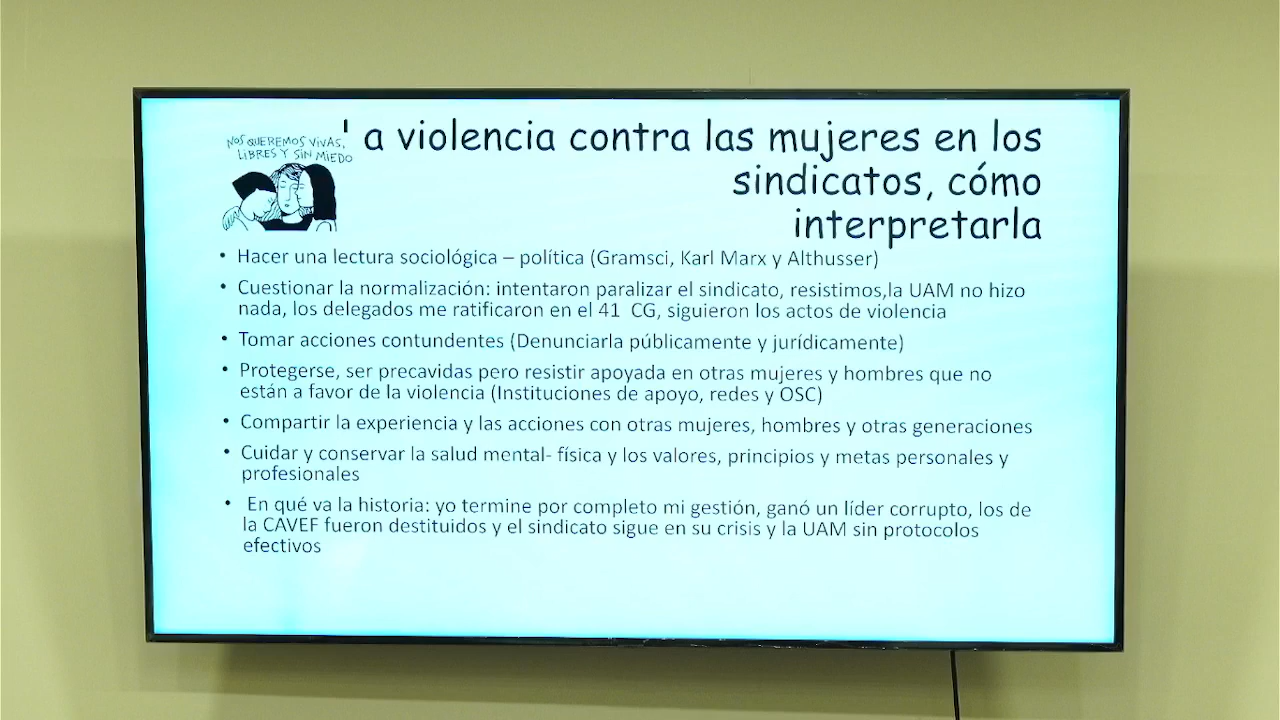 NOS QUEREMOS VIVAS,
LIBRES Y SIN MIEDO
La violencia contra las mujeres en los
sindicatos, cómo
interpretarla
• Hacer una lectura sociológica – política (Gramsci, Karl Marx y Althusser)
• Cuestionar la normalización: intentaron paralizar el sindicato, resistimos,la UAM no hizo
nada, los delegados me ratificaron en el 41 CG, siguieron los actos de violencia
• Tomar acciones contundentes (Denunciarla públicamente y jurídicamente)
• Protegerse, ser precavidas pero resistir apoyada en otras mujeres y hombres que no
están a favor de la violencia (Instituciones de apoyo, redes y OSC)
• Compartir la experiencia y las acciones con otras mujeres, hombres y otras generaciones
• Cuidar y conservar la salud mental- física y los valores, principios y metas personales y
profesionales
• En qué va la historia: yo termine por completo mi gestión, ganó un líder corrupto, los de
la CAVEF fueron destituidos y el sindicato sigue en su crisis y la UAM sin protocolos
efectivos